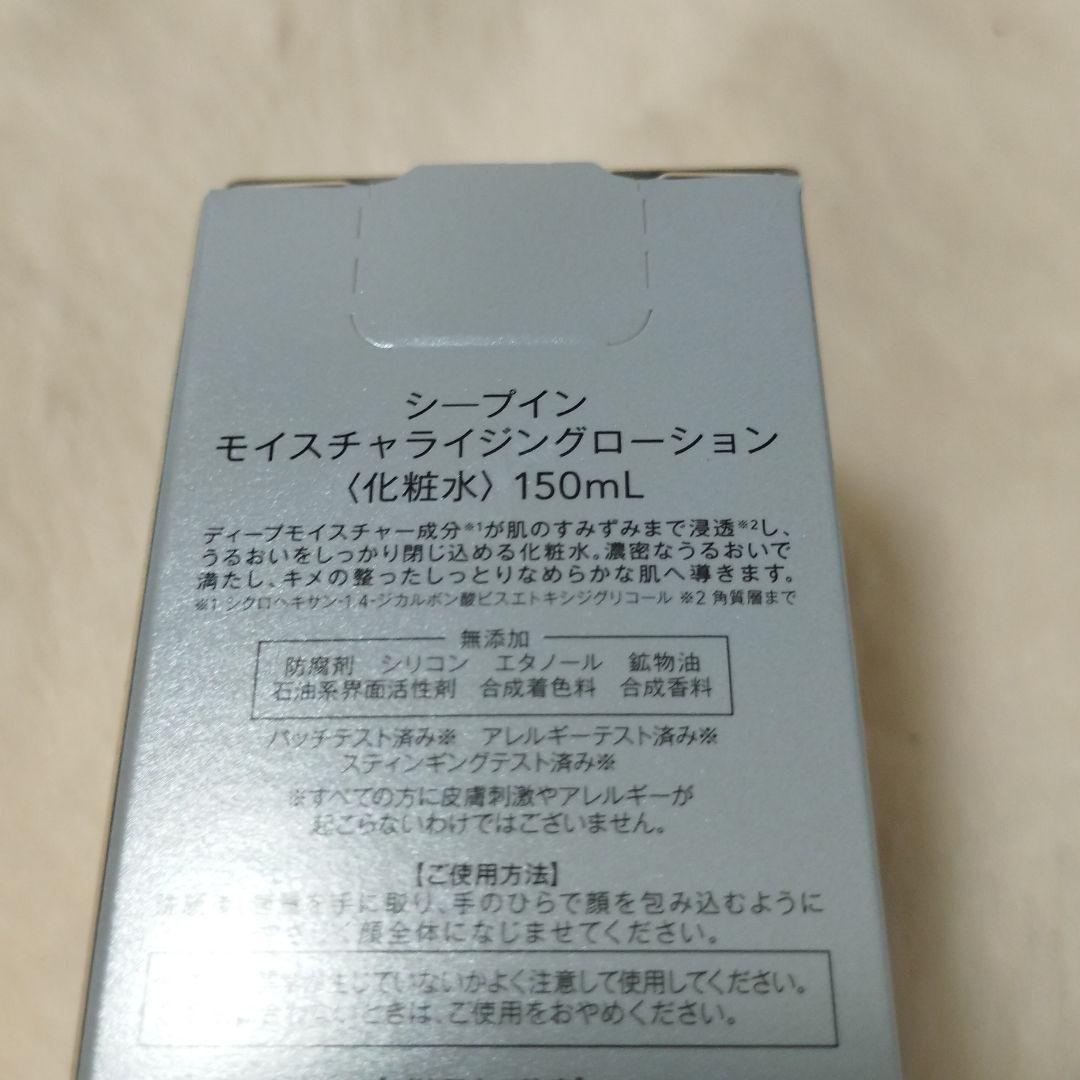 シープイン
モイスチャライジングローション
〈化粧水〉 150mL
ディープモイスチャー成分※1が肌のすみずみまで浸透※2し、
うるおいをしっかり閉じ込める化粧水。濃密なうるおいで
満たし、キメの整ったしっとりなめらかな肌へ導きます。
※1 シクロヘキサン-1,4-ジカルボン酸ビスエトキシジグリコール ※2 角質層まで
無添加
防腐剤 シリコン エタノール 鉱物油
石油系界面活性剤 合成着色料 合成香料
パッチテスト済み※ アレルギーテスト済み※
スティンギングテスト済み※
※すべての方に皮膚刺激やアレルギーが
起こらないわけではございません。
【ご使用方法】
を手に取り、手のひらで顔を包み込むように
顔全体になじませてください。
生じていないかよく注意して使用してください。
ときは、ご使用をおやめください。